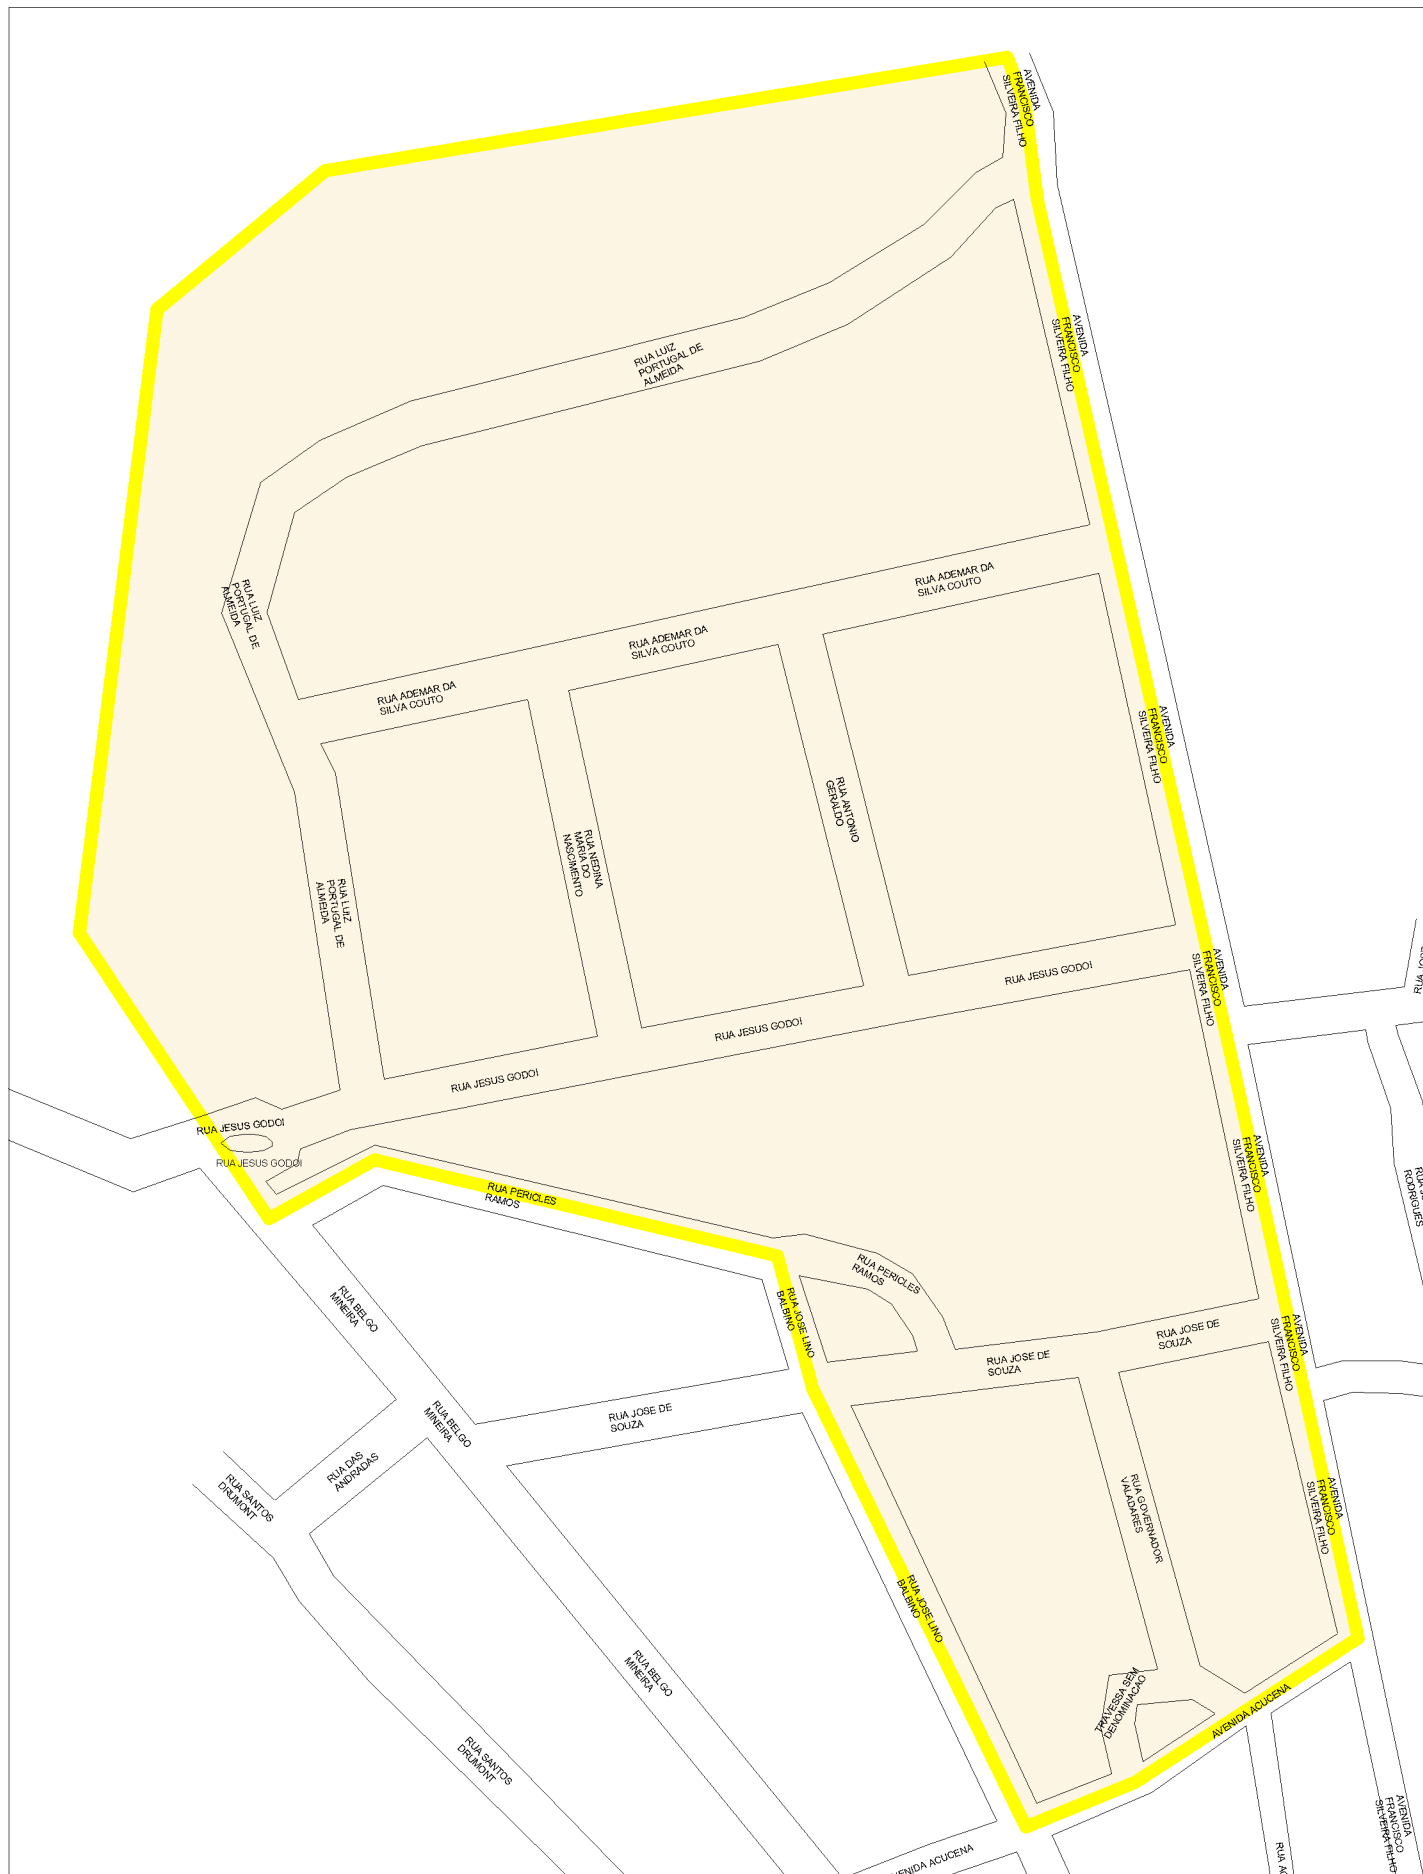 AVENIDA
FRANCISCO
SILVEIRA FILHO
RUA LUIZ
PORTUGAL DE
ALMEIDA
AVENIDA
FRANCISCO
SILVEIRA FILHO
RUA ADEMAR DA
SILVA COUTO
RUA LUIZ
PORTUGAL DE
ALMEIDA
RUA ADEMAR DA
SILVA COUTO
RUA ADEMAR DA
SILVA COUTO
AVENIDA
FRANCISCO
SILVEIRA FILHO
RUA ANTONIO
GERALDO
RUA NEDINA
MARIA DO
NASCIMENTO
RUA LUIZ
PORTUGAL DE
ALMEIDA
RUA JESUS GODOI
AVENIDA
FRANCISCO
SILVEIRA FILHO
RUA JESUS GODOI
RUA JESUS GODOI
RUA JESUS GODOI
RUA JESUS GODOI
AVENIDA
FRANCISCO
SILVEIRA FILHO
RODRIGUES
RUA PERICLES
RAMOS
RUA PERICLES
RAMOS
RUA BELGO
MINEIRA
RUA JOSE LINO
BALBINO
RUA JOSE DE
SOUZA
AVENIDA
FRANCISCO
SILVEIRA FILHO
RUA JOSE DE
SOUZA
RUA JOSE DE
SOUZA
RUA BELGO
MINEIRA
RUA DAS
ANDRADAS
RUA SANTOS
DRUMONT
RUA GOVERNADOR
VALADARES
AVENIDA
FRANCISCO
SILVEIRA FILHO
RUA JOSE LINO
BALBINO
RUA BELGO
MINEIRA
TRAVESSA SEM
DENOMINACAO
AVENIDA ACUCENA
RUA SANTOS
DRUMONT
AVENIDA
FRANCISCO
SILVEIRA FILHO
AVENIDA ACUCENA
RUA